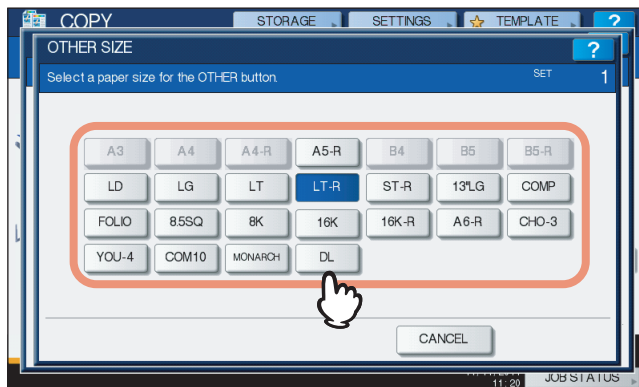 COPY STORAGE SETTINGS TEMPLATE ?
OTHER SIZE ?
Select a paper size for the OTHER button. SET 1
A3 A4 A4-R A5-R B4 B5 B5-R
LD LG LT LT-R ST-R 13"LG COMP
FOLIO 8.5SQ 8K 16K 16K-R A6-R CHO-3
YOU-4 COM10 MONARCH DL
CANCEL
11:20 JOB STATUS